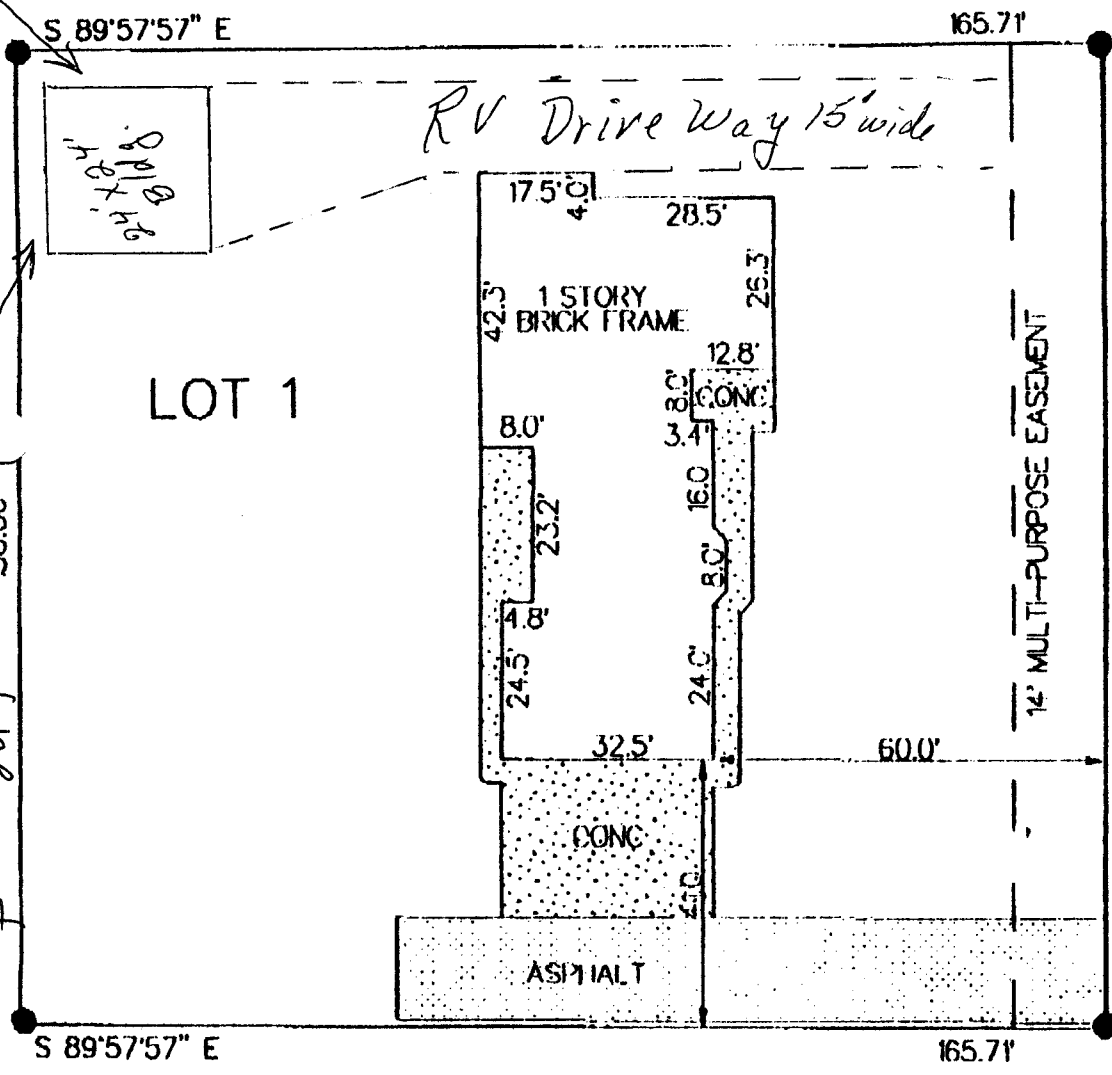 S 89°57'57" E
165.71'
RV Drive Way 15' wide
Bldg.
24 x 24'
17.5'
4.0'
28.5'
1 STORY
BRICK FRAME
42.3'
26.3'
12.8'
8.0'
CONC
3.4'
LOT 1
8.0'
16.0
23.2'
8.0'
4.8'
24.5'
24.0'
14' MULTI-PURPOSE EASEMENT
32.5'
60.0'
CONC
ASPHALT
S 89°57'57" E
165.71'